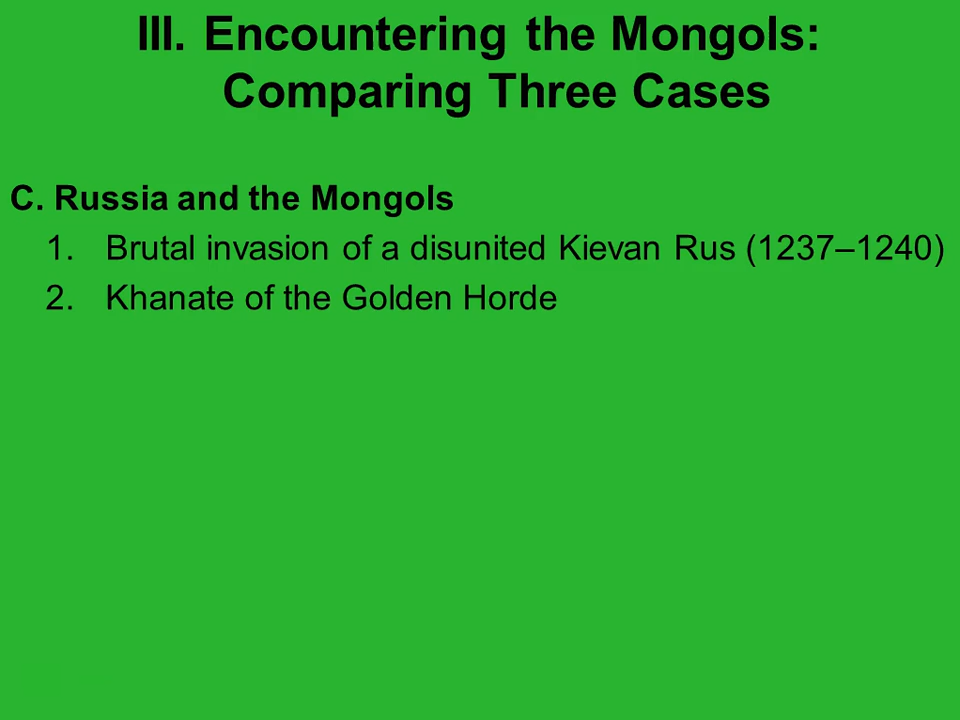 III. Encountering the Mongols:
Comparing Three Cases
C. Russia and the Mongols
1. Brutal invasion of a disunited Kievan Rus (1237–1240)
2. Khanate of the Golden Horde